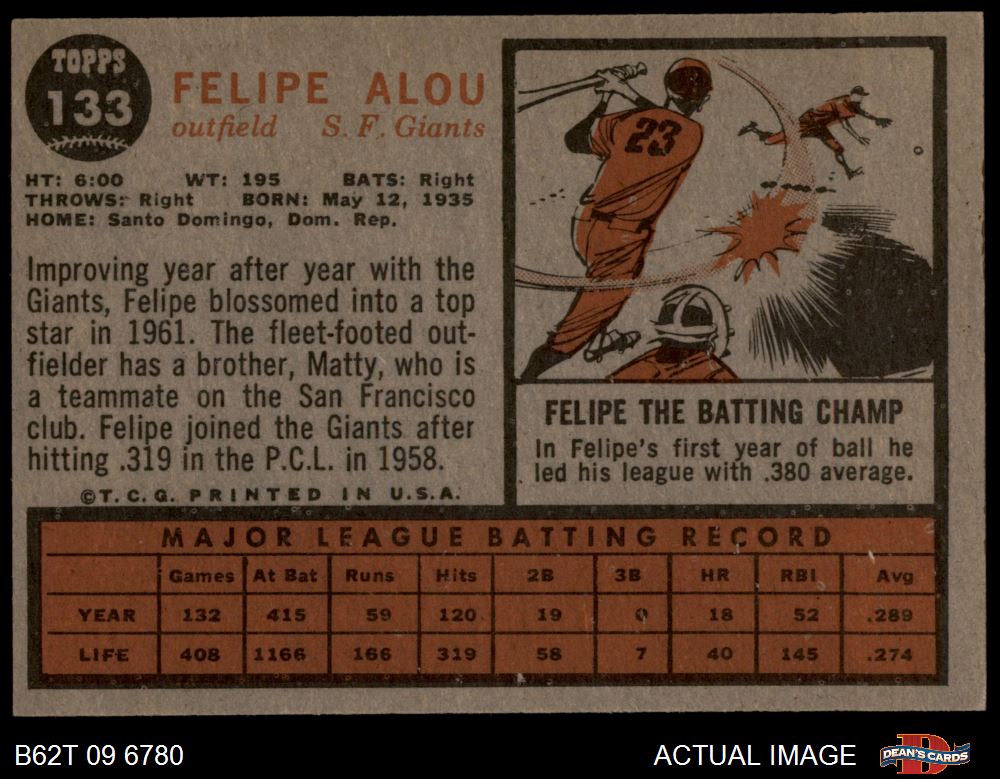 TOPPS
133
FELIPE ALOU
outfield S. F. Giants
HT: 6:00 WT: 195 BATS: Right
THROWS: Right BORN: May 12, 1935
HOME: Santo Domingo, Dom. Rep.
Improving year after year with the
Giants, Felipe blossomed into a top
star in 1961. The fleet-footed out-
fielder has a brother, Matty, who is
a teammate on the San Francisco
club. Felipe joined the Giants after
hitting .319 in the P.C.L. in 1958.
©T. C. G. PRINTED IN U.S.A.
23
FELIPE THE BATTING CHAMP
In Felipe's first year of ball he
led his league with .380 average.
MAJOR LEAGUE BATTING RECORD
Games At Bat Runs Hits 2B 3B HR RBI Avg
YEAR 132 415 59 120 19 0 18 52 .289
LIFE 408 1166 166 319 58 7 40 145 .274
B62T 09 6780 ACTUAL IMAGE DEAN'S CARDS